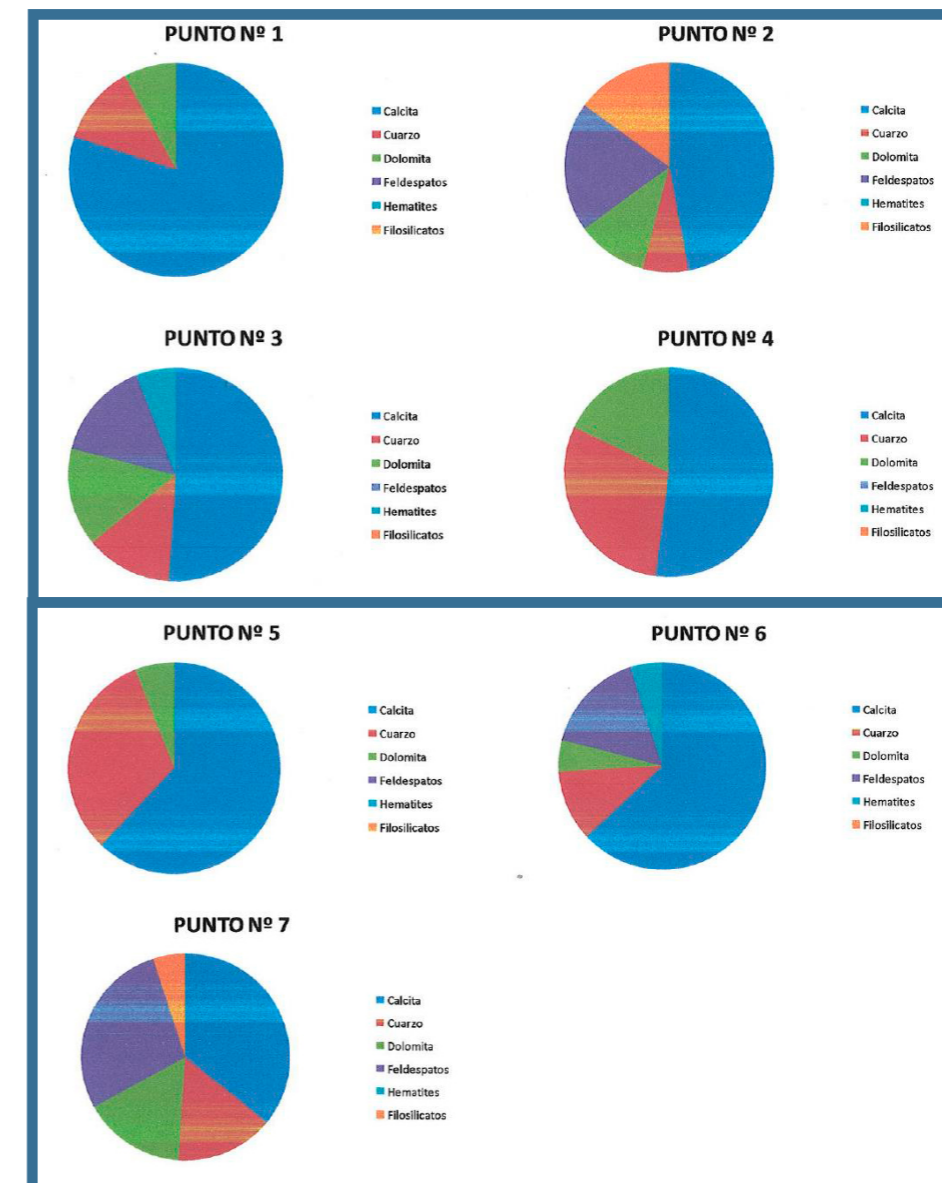 PUNTO Nº 1
Calcita
Cuarzo
Dolomita
Feldespatos
Hematites
Filosilicatos
PUNTO Nº 2
Calcita
Cuarzo
Dolomita
Feldespatos
Hematites
Filosilicatos
PUNTO Nº 3
Calcita
Cuarzo
Dolomita
Feldespatos
Hematites
Filosilicatos
PUNTO Nº 4
Calcita
Cuarzo
Dolomita
Feldespatos
Hematites
Filosilicatos
PUNTO Nº 5
Calcita
Cuarzo
Dolomita
Feldespatos
Hematites
Filosilicatos
PUNTO Nº 6
Calcita
Cuarzo
Dolomita
Feldespatos
Hematites
Filosilicatos
PUNTO Nº 7
Calcita
Cuarzo
Dolomita
Feldespatos
Hematites
Filosilicatos